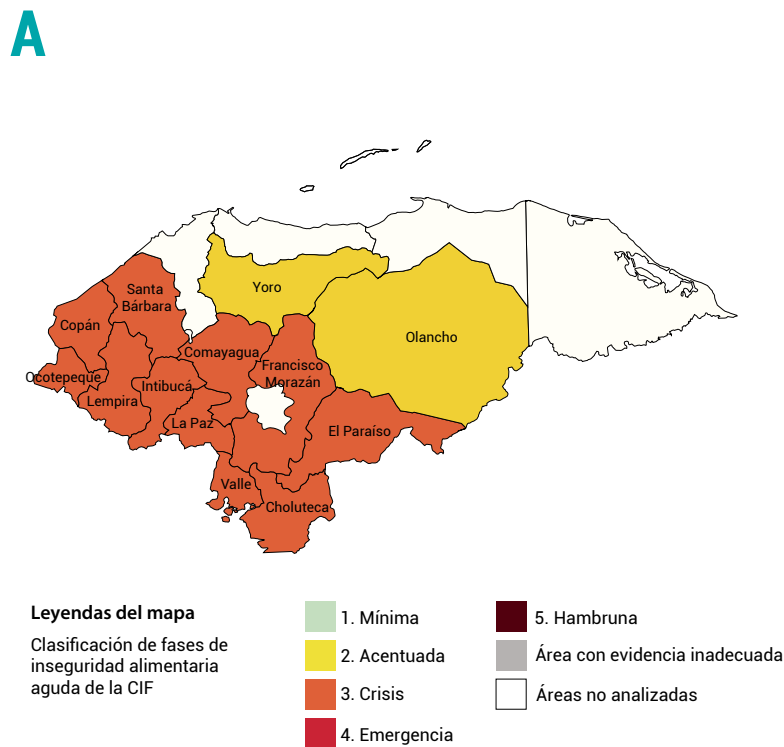 A
Yoro
Santa
Bárbara
Copán
Olancho
Comayagua
Francisco
Morazán
Ocotepeque
Intibucá
Lempira
La Paz
El Paraíso
Valle
Choluteca
Leyendas del mapa
Clasificación de fases de
inseguridad alimentaria
aguda de la CIF
1. Mínima
2. Acentuada
3. Crisis
4. Emergencia
5. Hambruna
Área con evidencia inadecuada
Áreas no analizadas